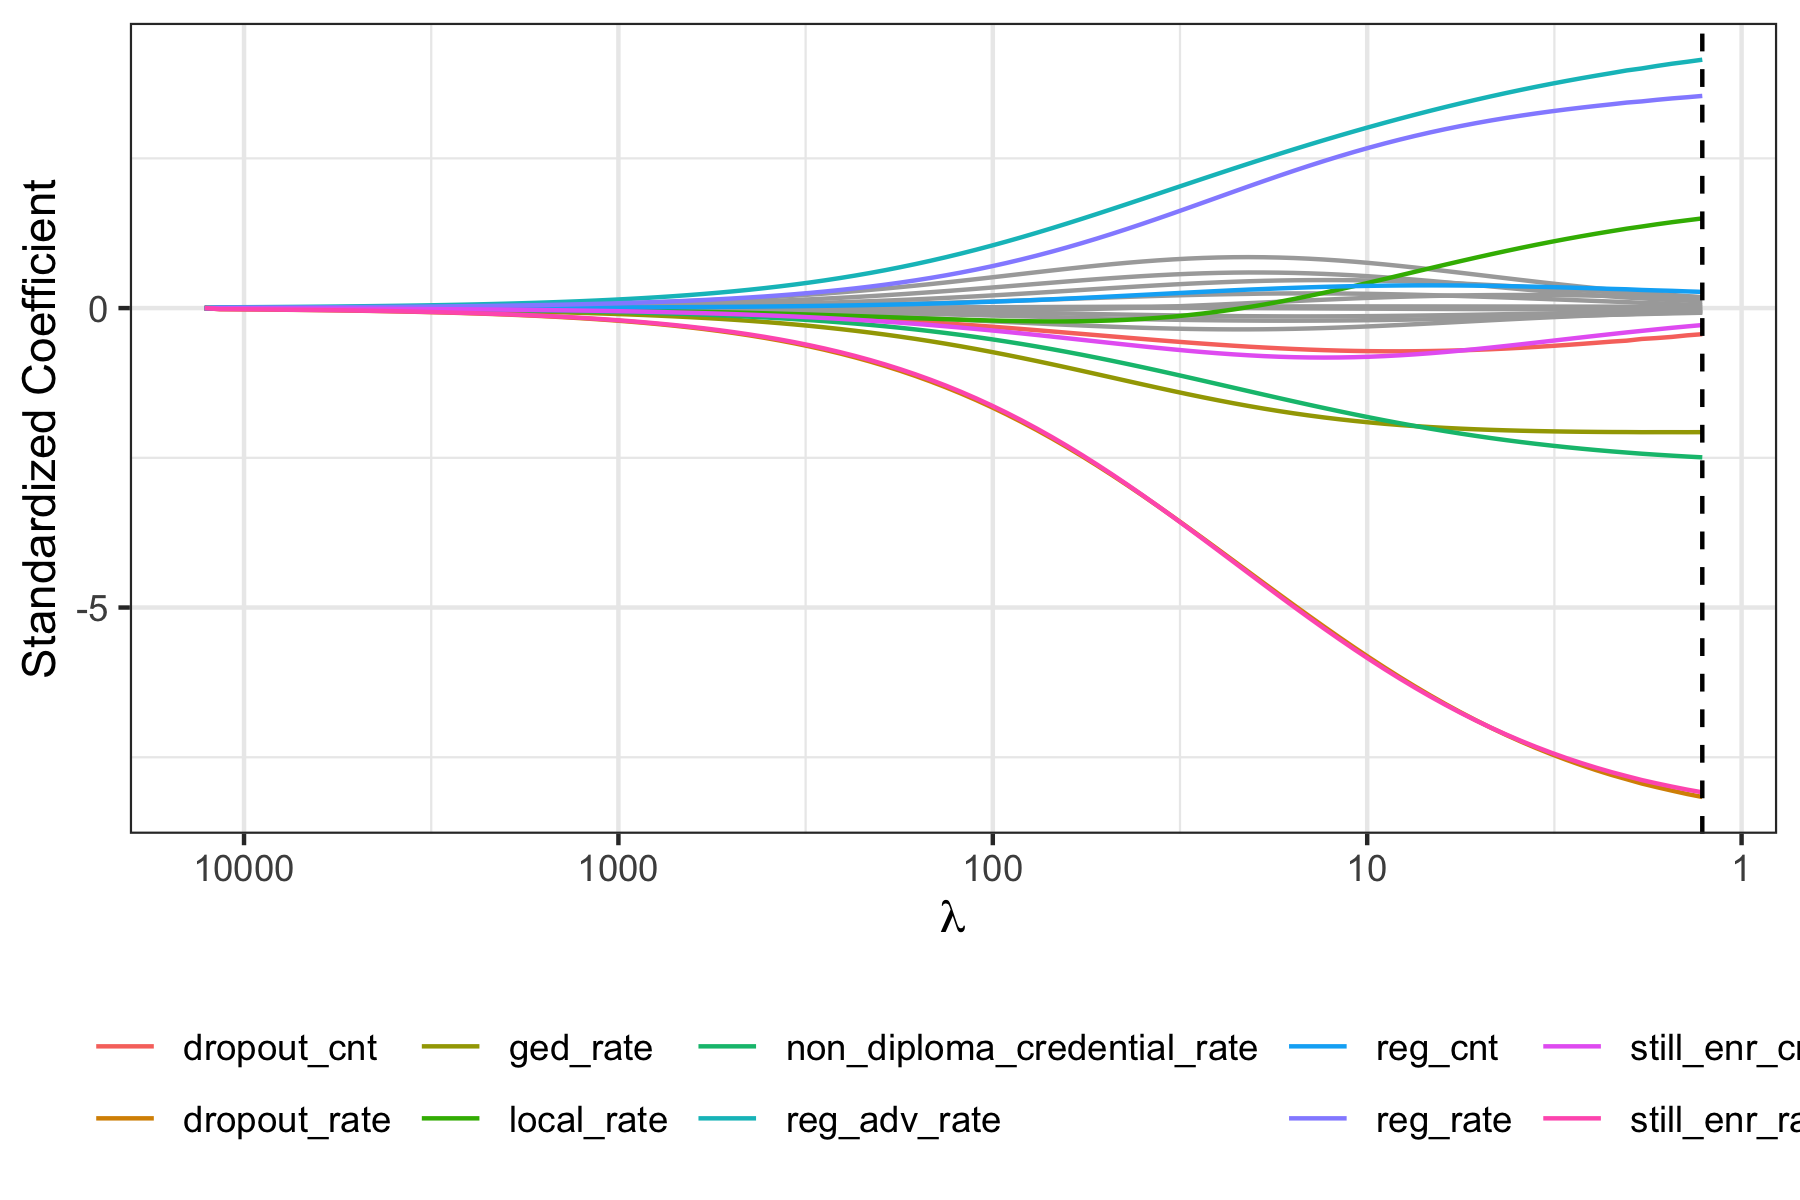 Standardized Coefficient
0
-5
10000 1000 100 10 1
λ
dropout_cnt ged_rate non_diploma_credential_rate reg_cnt
dropout_rate local_rate reg_adv_rate reg_rate